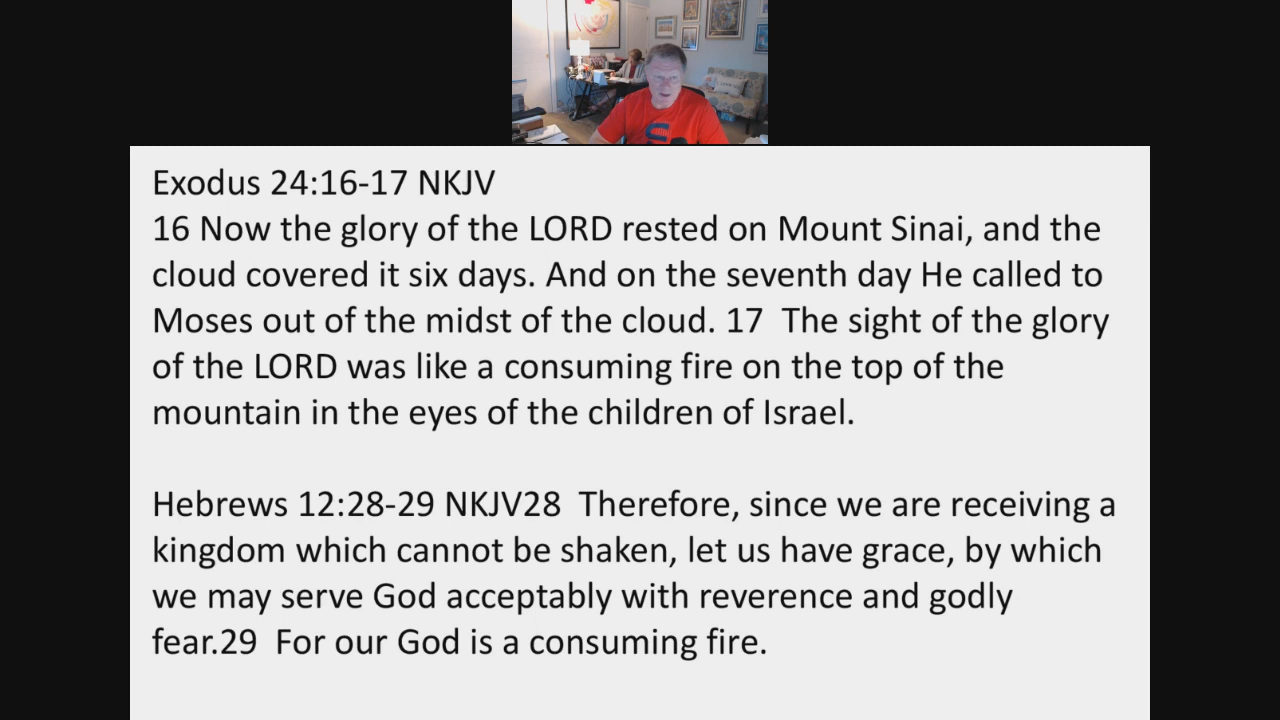 Exodus 24:16-17 NKJV
16 Now the glory of the LORD rested on Mount Sinai, and the
cloud covered it six days. And on the seventh day He called to
Moses out of the midst of the cloud. 17  The sight of the glory
of the LORD was like a consuming fire on the top of the
mountain in the eyes of the children of Israel.
Hebrews 12:28-29 NKJV28  Therefore, since we are receiving a
kingdom which cannot be shaken, let us have grace, by which
we may serve God acceptably with reverence and godly
fear.29  For our God is a consuming fire.